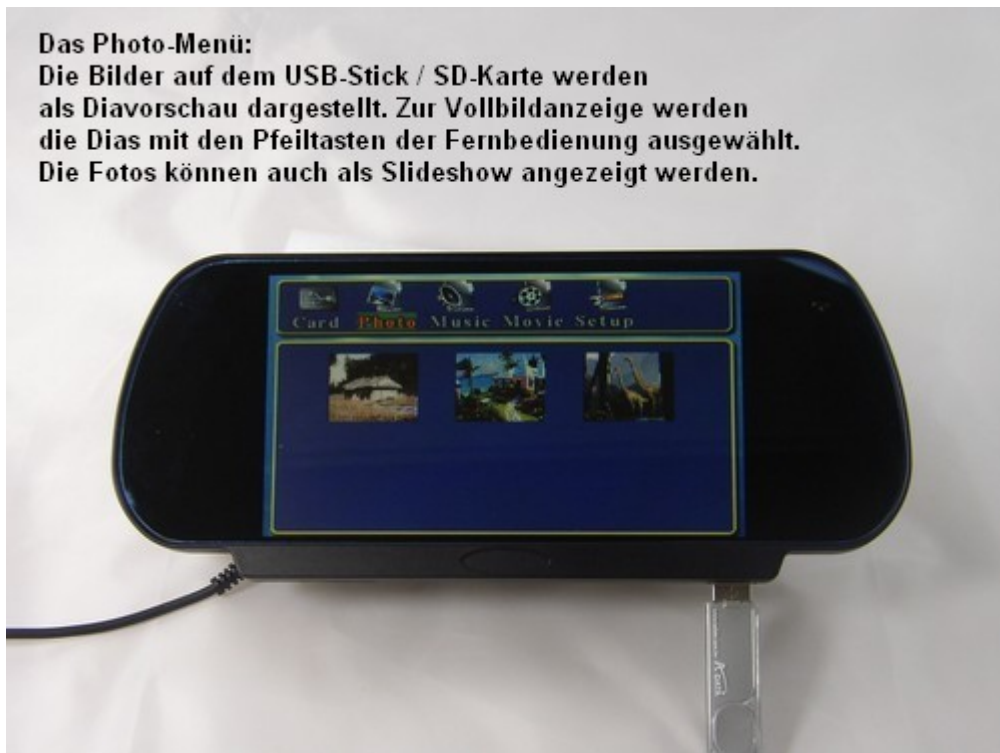 Das Photo-Menü:
Die Bilder auf dem USB-Stick / SD-Karte werden
als Diavorschau dargestellt. Zur Vollbildanzeige werden
die Dias mit den Pfeiltasten der Fernbedienung ausgewählt.
Die Fotos können auch als Slideshow angezeigt werden.
Card Photo Music Movie Setup
A-DATA